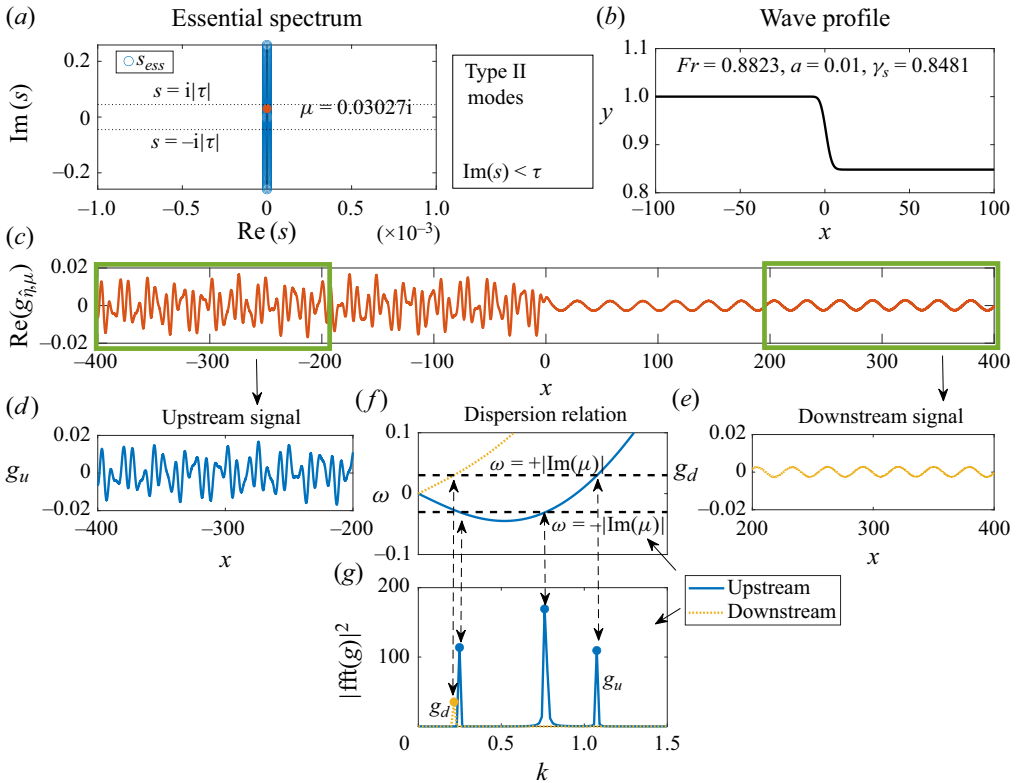 (a) Essential spectrum
(b) Wave profile
0.2
0
−0.2
Im (s)
s_ess
s = i|τ|
s = −i|τ|
μ = 0.03027i
−1.0 −0.5 0 0.5 1.0
Re (s) (×10⁻³)
Type II
modes
Im(s) < τ
1.1
1.0
0.9
0.8
y
Fr = 0.8823, a = 0.01, γ_s = 0.8481
−100 −50 0 50 100
x
(c)
0.02
0
−0.02
Re(g_η̂,μ)
−400 −300 −200 −100 0 100 200 300 400
x
(d) Upstream signal
0.02
0
−0.02
g_u
−400 −300 −200
x
(f) Dispersion relation
0.1
0
−0.1
ω
ω = +|Im(μ)|
ω = −|Im(μ)|
(e) Downstream signal
0.02
0
−0.02
g_d
200 300 400
x
(g)
200
100
0 0.5 1.0 1.5
|fft(g)|²
g_d
g_u
k
Upstream
Downstream